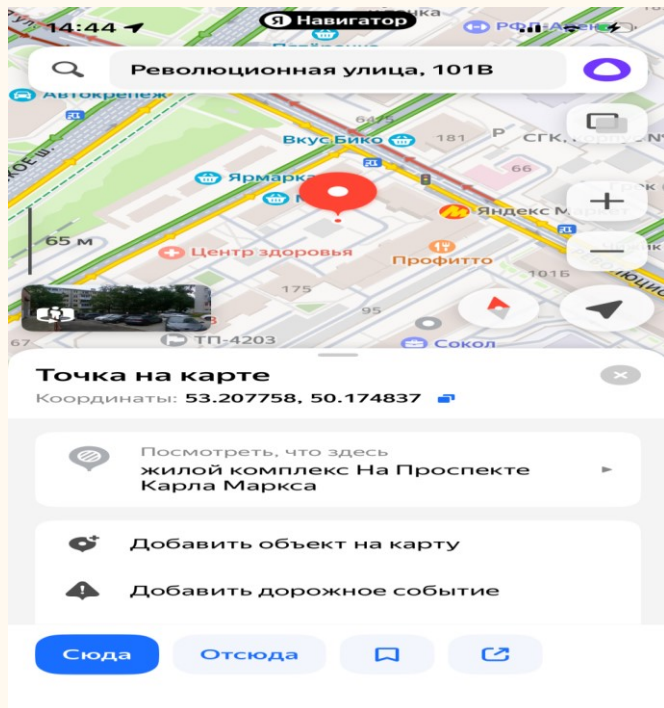 14:44
Я Навигатор
Революционная улица, 101В
Автокрепеж
Вкус Бико
181
Р
66
Ярмарка
Яндекс Маркет
65 м
Центр здоровья
Профитто
101Б
175
95
67
ТП-4203
Сокол
Точка на карте
Координаты: 53.207758, 50.174837
Посмотреть, что здесь
жилой комплекс На Проспекте
Карла Маркса
Добавить объект на карту
Добавить дорожное событие
Сюда
Отсюда